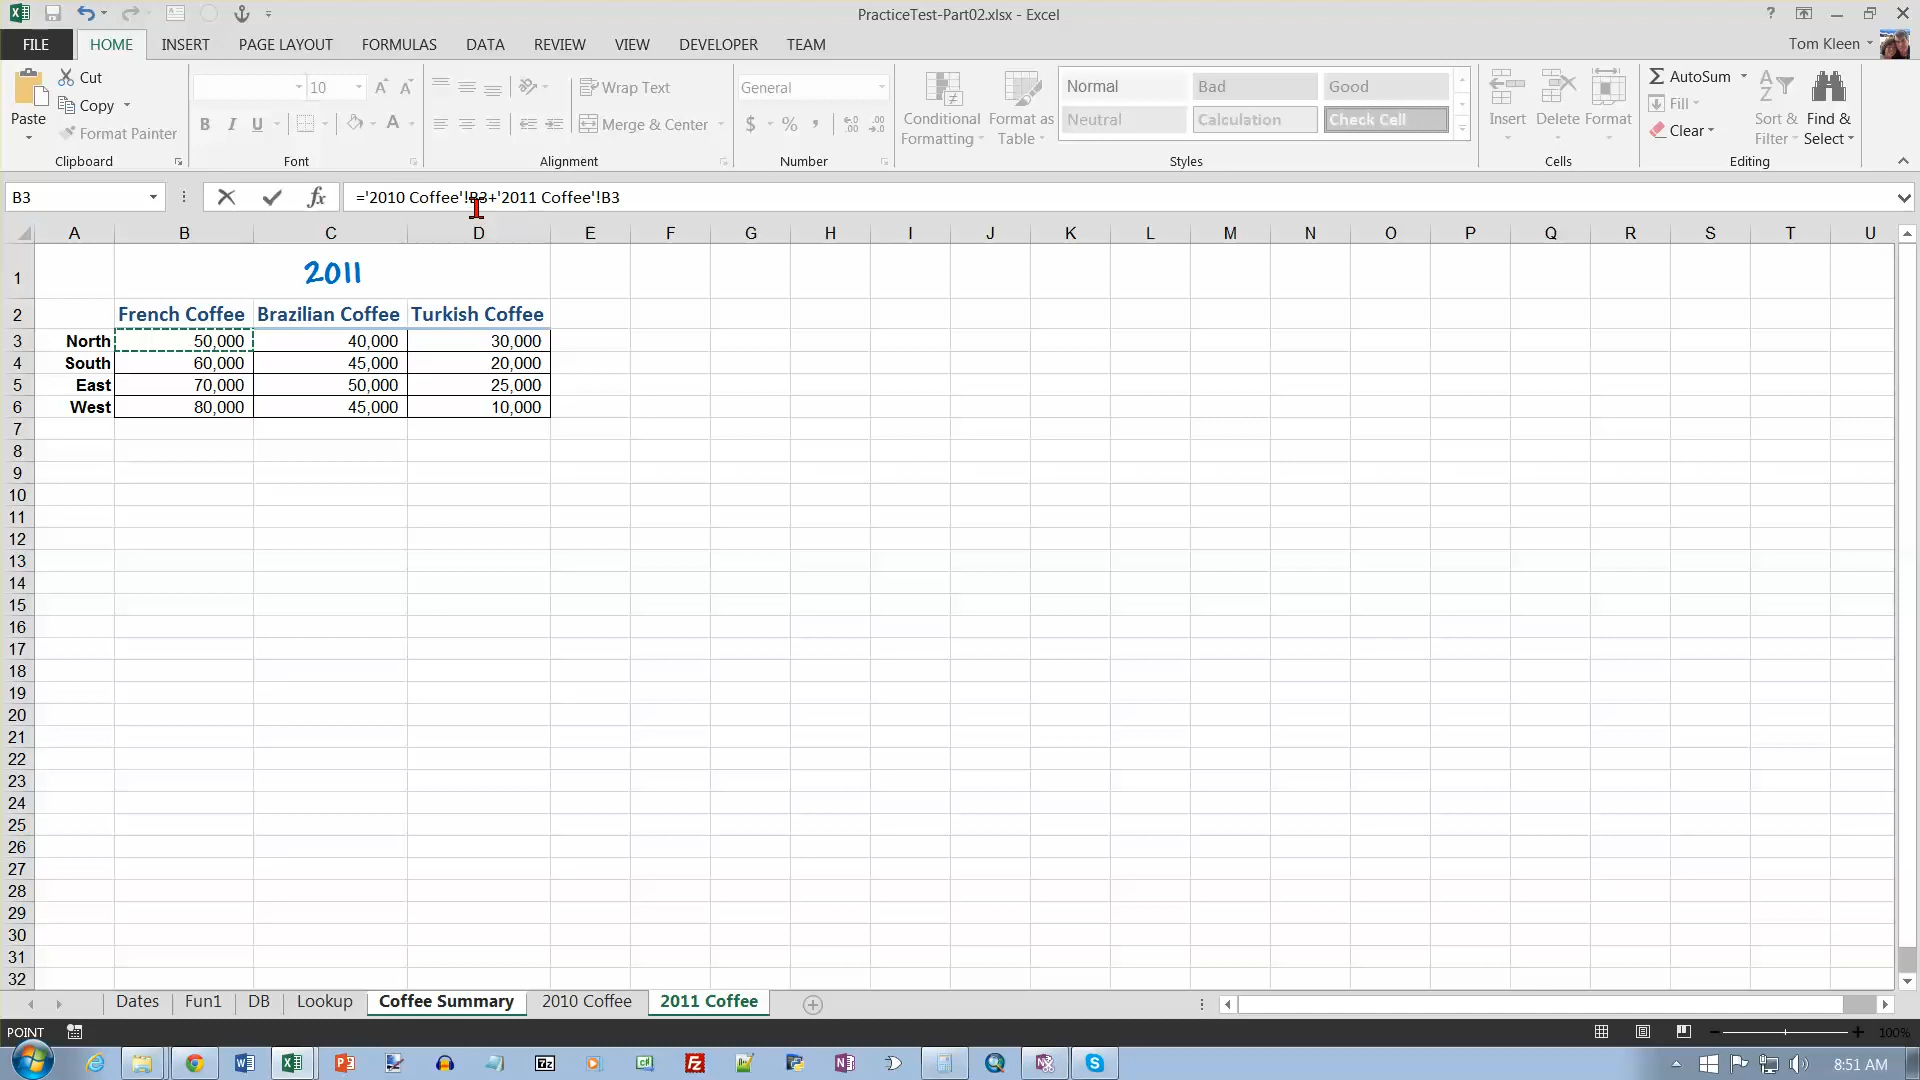 PracticeTest-Part02.xlsx - Excel
FILE HOME INSERT PAGE LAYOUT FORMULAS DATA REVIEW VIEW DEVELOPER TEAM Tom Kleen
Cut
Copy
Format Painter
Paste
Clipboard
10
B I U A
Font
Wrap Text
Merge & Center
Alignment
General
$ % ,
Number
Conditional Formatting
Format as Table
Normal Bad Good
Neutral Calculation Check Cell
Styles
Insert Delete Format
Cells
AutoSum
Fill
Clear
Sort & Filter
Find & Select
Editing
B3 fx ='2010 Coffee'!B3+'2011 Coffee'!B3
A B C D E F G H I J K L M N O P Q R S T U
1 2011
2 French Coffee Brazilian Coffee Turkish Coffee
3 North 50,000 40,000 30,000
4 South 60,000 45,000 20,000
5 East 70,000 50,000 25,000
6 West 80,000 45,000 10,000
7
8
9
10
11
12
13
14
15
16
17
18
19
20
21
22
23
24
25
26
27
28
29
30
31
32
Dates Fun1 DB Lookup Coffee Summary 2010 Coffee 2011 Coffee
POINT 100%
8:51 AM